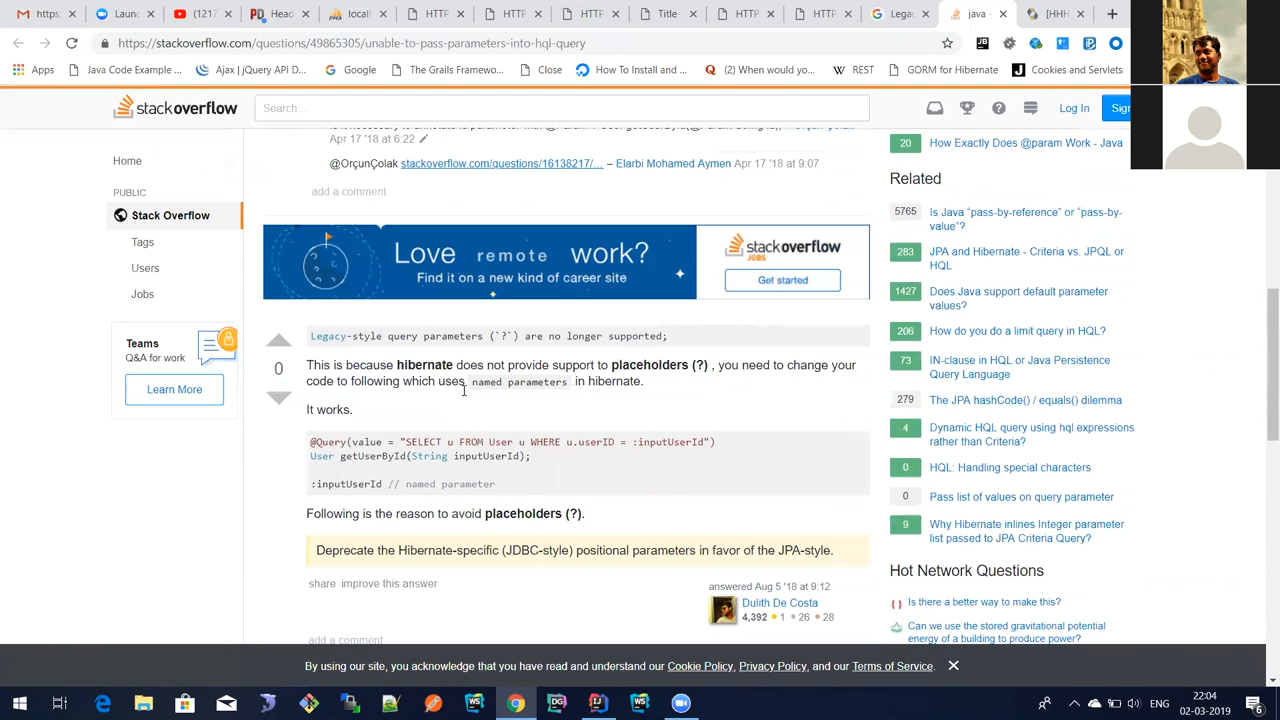 https:
Laun
(1217
Head
locall
HTTP
HTTP
HTTP
Title
HTTP
HTTP
Legac
java -
[HHH
https://stackoverflow.com/questions/49865305/unable-to-pass-parameters-into-hql-query
Apps
Java Code Example ...
Ajax | jQuery API D...
Google
The Grails Framewo...
Close
How To Install and ...
(2) When would yo...
REST
GORM for Hibernate
Cookies and Servlets
stackoverflow
Search...
Log In
Sign
Home
PUBLIC
Stack Overflow
Tags
Users
Jobs
Teams
Q&A for work
Learn More
Apr 17 '18 at 6:22
@OrçunÇolak stackoverflow.com/questions/16138217/... – Elarbi Mohamed Aymen Apr 17 '18 at 9:07
add a comment
Love remote work?
Find it on a new kind of career site
stackoverflow
JOBS
Get started
Legacy-style query parameters (`?`) are no longer supported;
0
This is because hibernate does not provide support to placeholders (?) , you need to change your
code to following which uses named parameters in hibernate.
It works.
@Query(value = "SELECT u FROM User u WHERE u.userID = :inputUserId")
User getUserById(String inputUserId);
:inputUserId // named parameter
Following is the reason to avoid placeholders (?).
Deprecate the Hibernate-specific (JDBC-style) positional parameters in favor of the JPA-style.
share improve this answer
answered Aug 5 '18 at 9:12
Dulith De Costa
4,392 1 26 28
add a comment
20 How Exactly Does @param Work - Java
Related
5765 Is Java “pass-by-reference” or “pass-by-
value”?
283 JPA and Hibernate - Criteria vs. JPQL or
HQL
1427 Does Java support default parameter
values?
206 How do you do a limit query in HQL?
73 IN-clause in HQL or Java Persistence
Query Language
279 The JPA hashCode() / equals() dilemma
4 Dynamic HQL query using hql expressions
rather than Criteria?
0 HQL: Handling special characters
0 Pass list of values on query parameter
9 Why Hibernate inlines Integer parameter
list passed to JPA Criteria Query?
Hot Network Questions
Is there a better way to make this?
Can we use the stored gravitational potential
energy of a building to produce power?
By using our site, you acknowledge that you have read and understand our Cookie Policy, Privacy Policy, and our Terms of Service.
ENG
22:04
02-03-2019
6